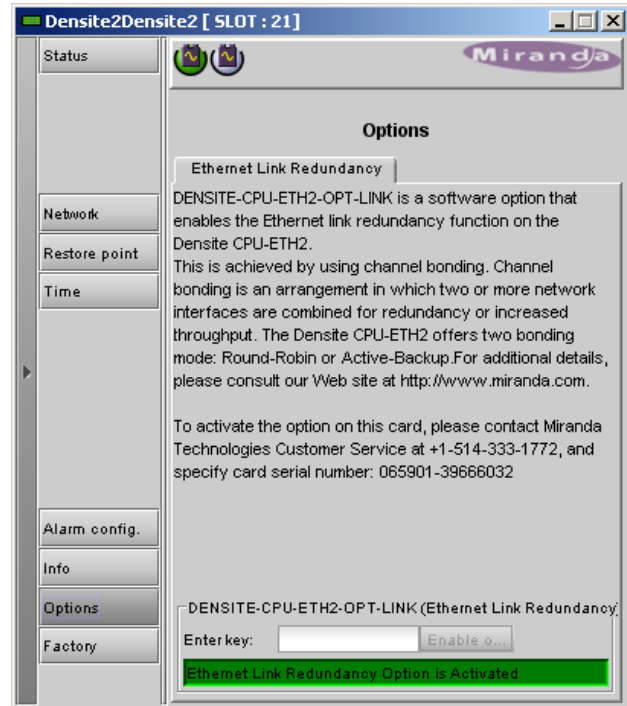 Densite2Densite2 [ SLOT : 21]
Status
Miranda
Options
Ethernet Link Redundancy
DENSITE-CPU-ETH2-OPT-LINK is a software option that
enables the Ethernet link redundancy function on the
Densite CPU-ETH2.
This is achieved by using channel bonding. Channel
bonding is an arrangement in which two or more network
interfaces are combined for redundancy or increased
throughput. The Densite CPU-ETH2 offers two bonding
mode: Round-Robin or Active-Backup.For additional details,
please consult our Web site at http://www.miranda.com.
To activate the option on this card, please contact Miranda
Technologies Customer Service at +1-514-333-1772, and
specify card serial number: 065901-39666032
Network
Restore point
Time
Alarm config.
Info
Options
Factory
DENSITE-CPU-ETH2-OPT-LINK (Ethernet Link Redundancy)
Enter key:
Enable o...
Ethernet Link Redundancy Option is Activated